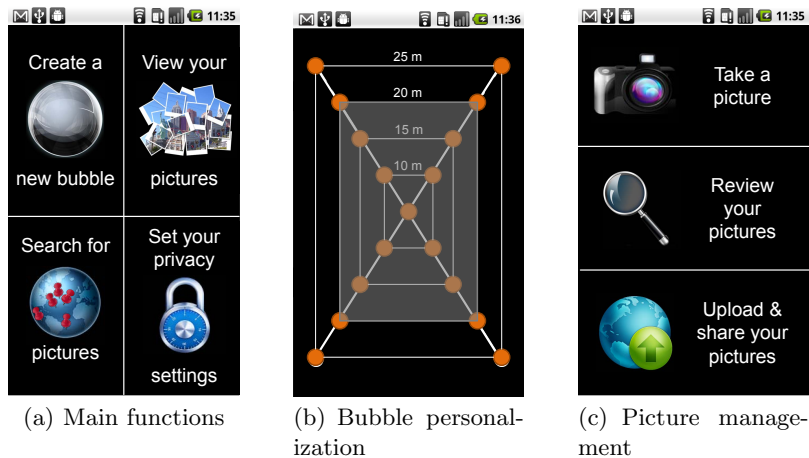 11:35
Create a
new bubble
View your
pictures
Search for
pictures
Set your
privacy
settings
(a) Main functions
11:36
25 m
20 m
15 m
10 m
(b) Bubble personal-
ization
11:35
Take a
picture
Review
your
pictures
Upload &
share your
pictures
(c) Picture manage-
ment